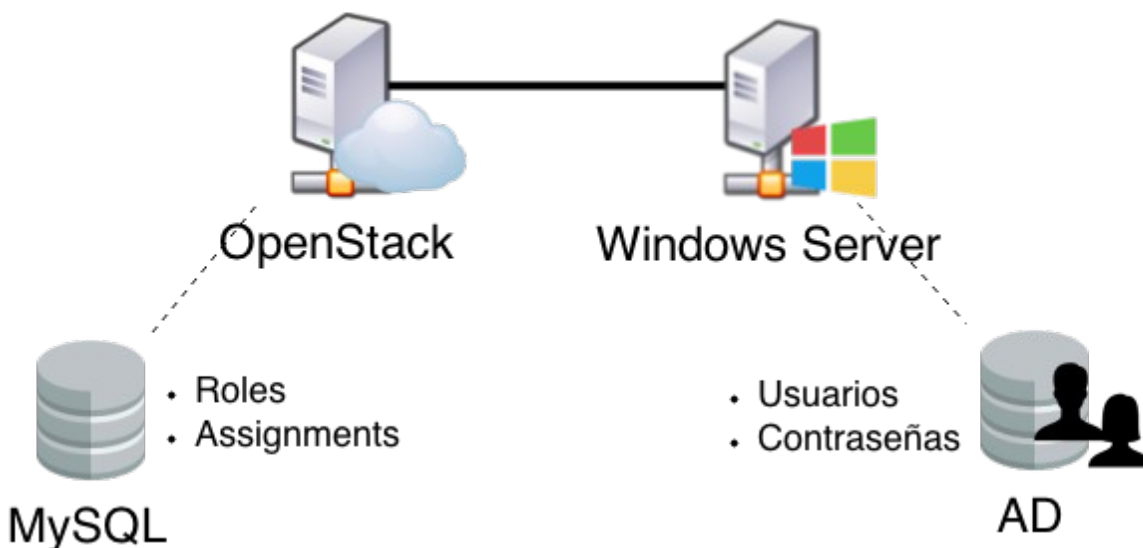 OpenStack
Windows Server
• Roles
• Assignments
• Usuarios
• Contraseñas
MySQL
AD